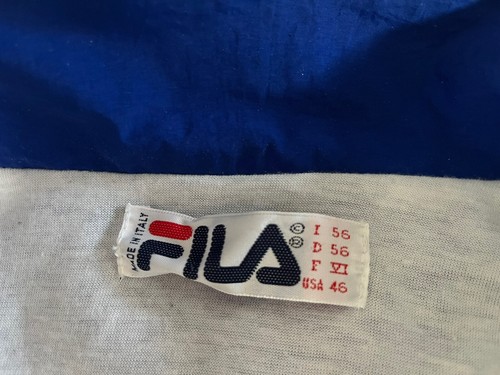 MADE IN ITALY
FILA
© ®
I 56
D 56
F VI
USA 46